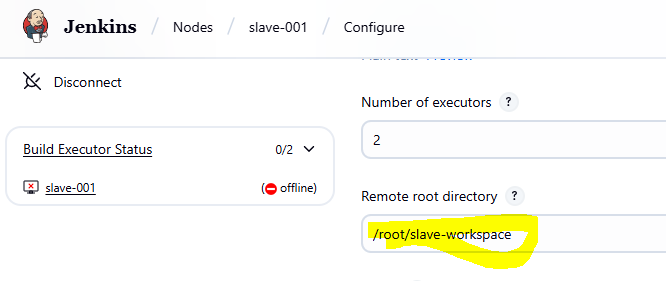 Jenkins / Nodes / slave-001 / Configure
Disconnect
Build Executor Status 0/2
slave-001 (offline)
Number of executors ?
2
Remote root directory ?
/root/slave-workspace